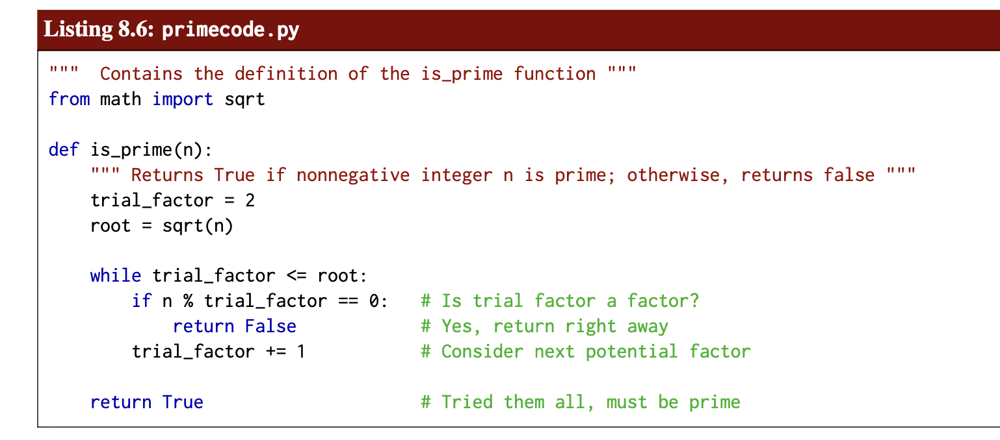 Listing 8.6: primecode.py
""" Contains the definition of the is_prime function """
from math import sqrt
def is_prime(n):
    """ Returns True if nonnegative integer n is prime; otherwise, returns false """
    trial_factor = 2
    root = sqrt(n)
    while trial_factor <= root:
        if n % trial_factor == 0:   # Is trial factor a factor?
            return False            # Yes, return right away
        trial_factor += 1           # Consider next potential factor
    return True                     # Tried them all, must be prime